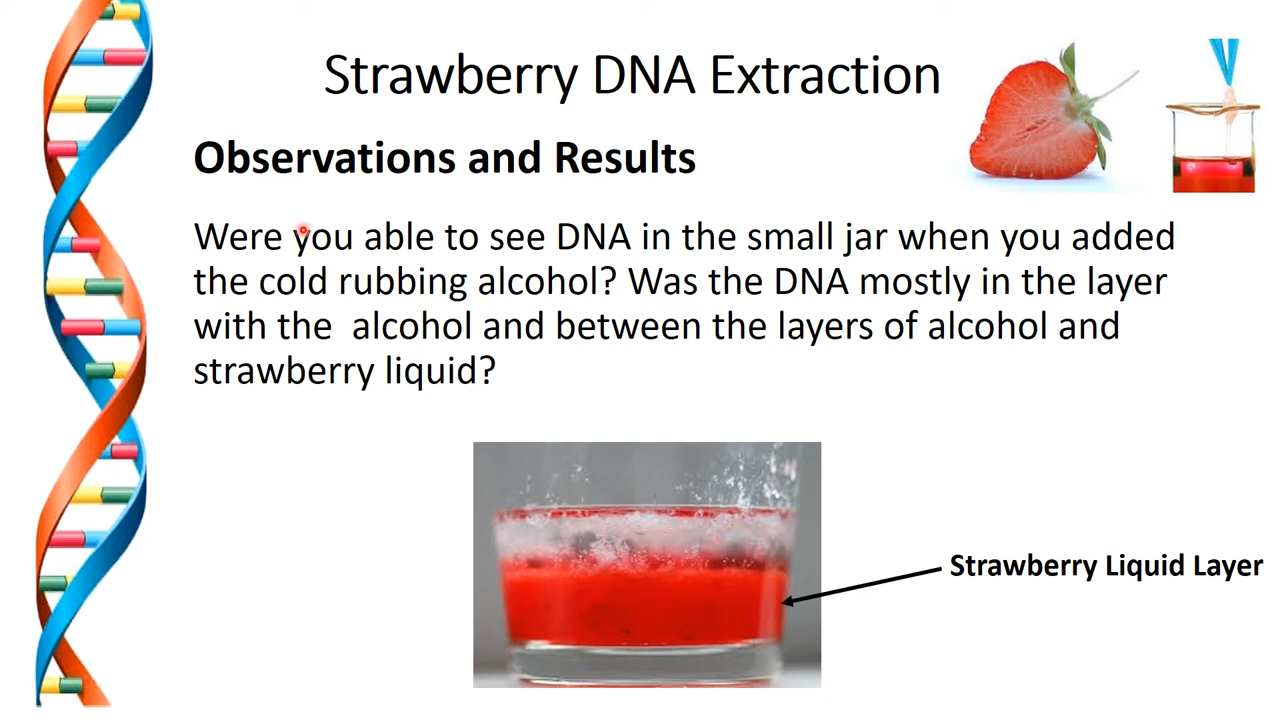 Strawberry DNA Extraction
Observations and Results
Were you able to see DNA in the small jar when you added
the cold rubbing alcohol? Was the DNA mostly in the layer
with the  alcohol and between the layers of alcohol and
strawberry liquid?
Strawberry Liquid Layer